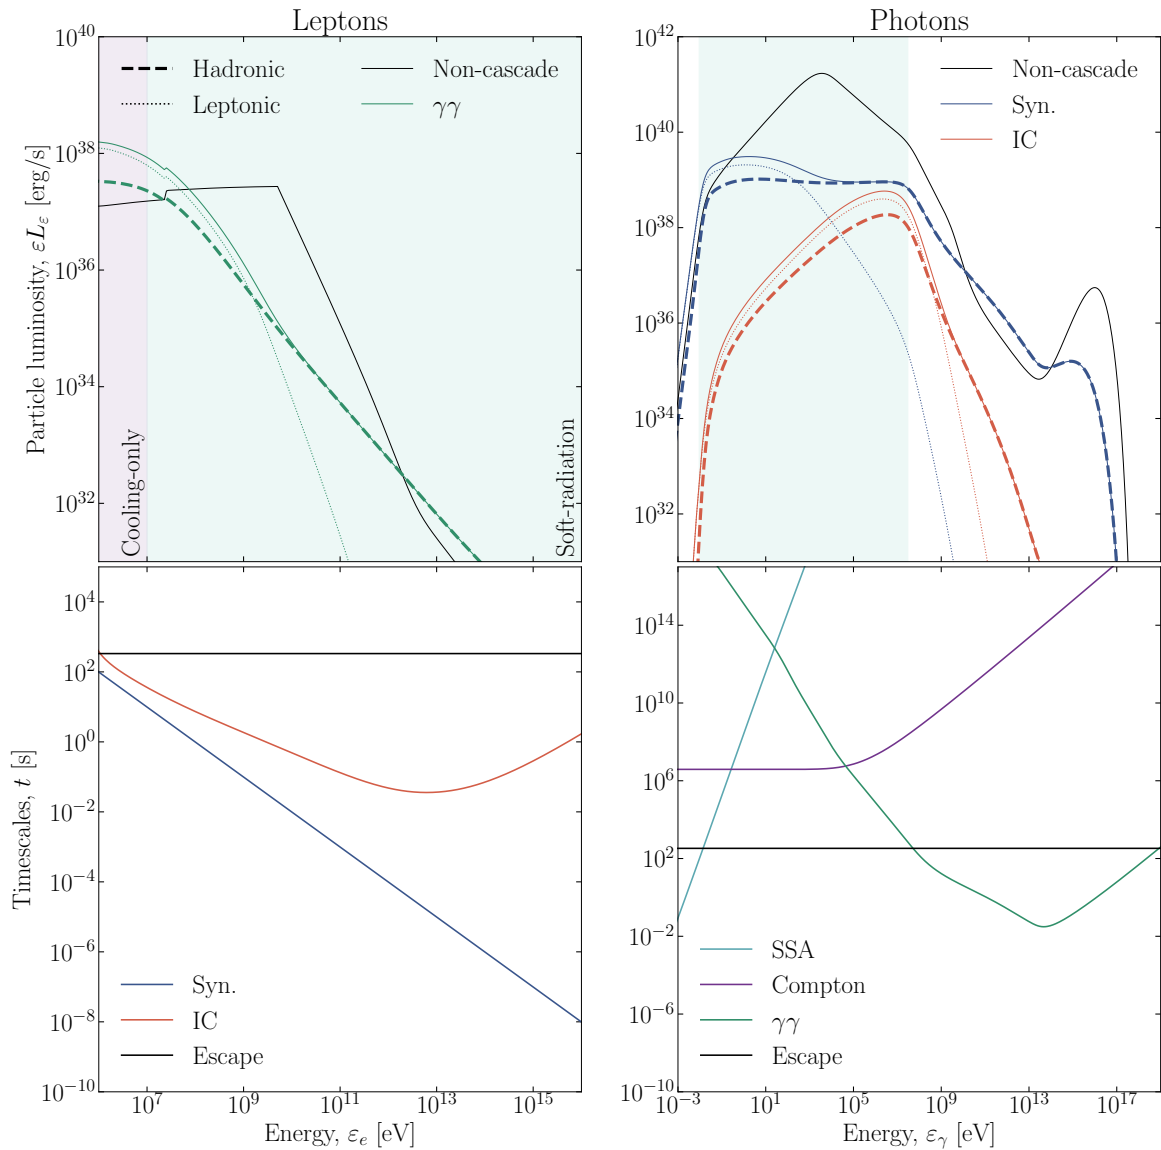 Leptons
Photons
10^40
10^38
10^36
10^34
10^32
Particle luminosity, εL_ε [erg/s]
Hadronic
Leptonic
Non-cascade
γγ
Cooling-only
Soft-radiation
10^42
10^40
10^38
10^36
10^34
10^32
Non-cascade
Syn.
IC
10^4
10^2
10^0
10^−2
10^−4
10^−6
10^−8
10^−10
Timescales, t [s]
Syn.
IC
Escape
10^7
10^9
10^11
10^13
10^15
Energy, ε_e [eV]
10^14
10^10
10^6
10^2
10^−2
10^−6
10^−10
SSA
Compton
γγ
Escape
10^−3
10^1
10^5
10^9
10^13
10^17
Energy, ε_γ [eV]